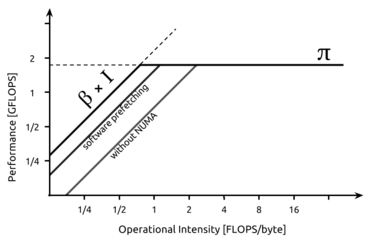 π
2
β × I
1
software prefetching
1/2
without NUMA
1/4
Performance [GFLOPS]
1/4 1/2 1 2 4 8 16
Operational Intensity [FLOPS/byte]